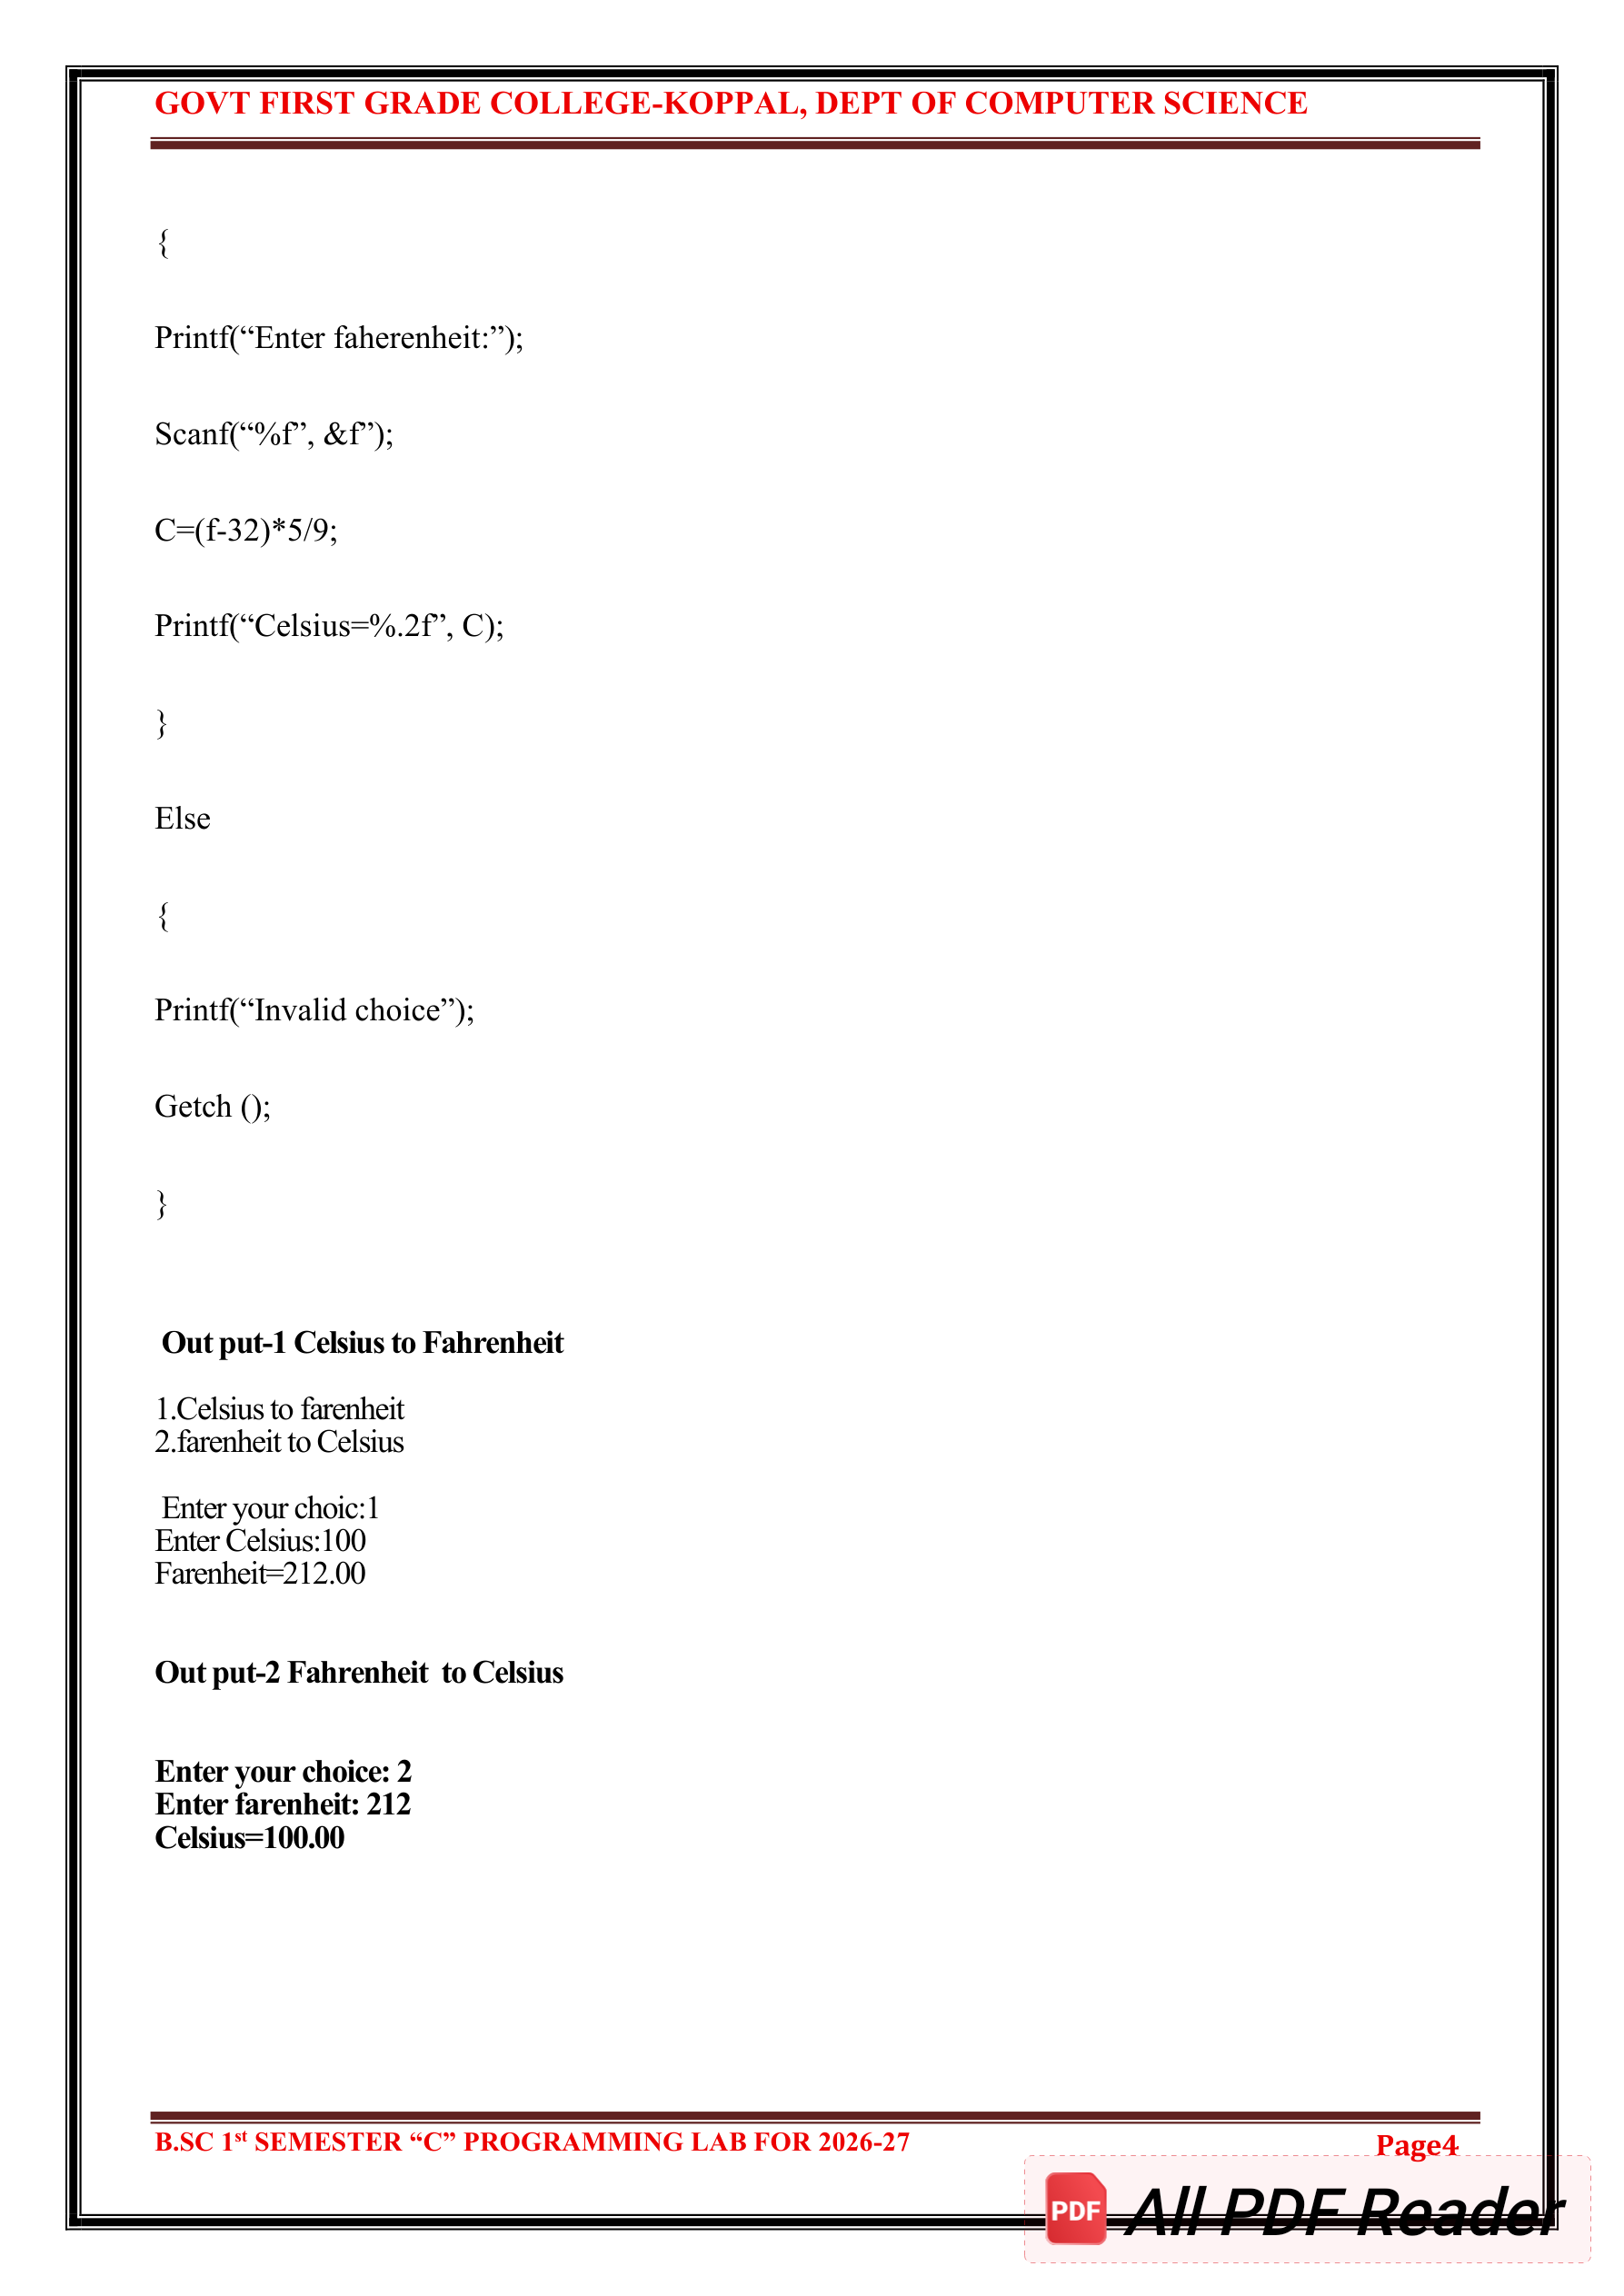 GOVT FIRST GRADE COLLEGE-KOPPAL, DEPT OF COMPUTER SCIENCE
{
Printf(“Enter faherenheit:”);
Scanf(“%f”, &f”);
C=(f-32)*5/9;
Printf(“Celsius=%.2f”, C);
}
Else
{
Printf(“Invalid choice”);
Getch ();
}
Out put-1 Celsius to Fahrenheit
1.Celsius to farenheit
2.farenheit to Celsius
Enter your choic:1
Enter Celsius:100
Farenheit=212.00
Out put-2 Fahrenheit  to Celsius
Enter your choice: 2
Enter farenheit: 212
Celsius=100.00
B.SC 1st SEMESTER “C” PROGRAMMING LAB FOR 2026-27 Page4
PDF All PDF Reader